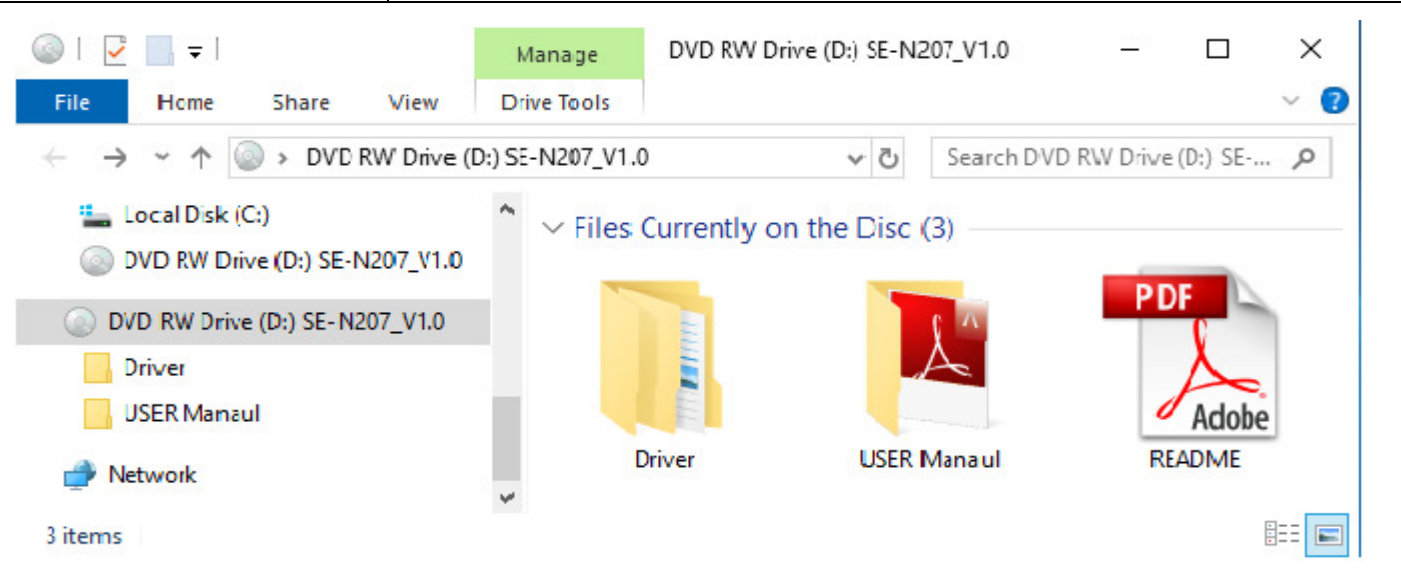 Manage DVD RW Drive (D:) SE-N207_V1.0
File Home Share View Drive Tools
DVD RW Drive (D:) SE-N207_V1.0 Search DVD RW Drive (D:) SE-...
Local Disk (C:)
DVD RW Drive (D:) SE-N207_V1.0
DVD RW Drive (D:) SE-N207_V1.0
Driver
USER Manaul
Network
Files Currently on the Disc (3)
PDF
Adobe
Driver USER Manaul README
3 items